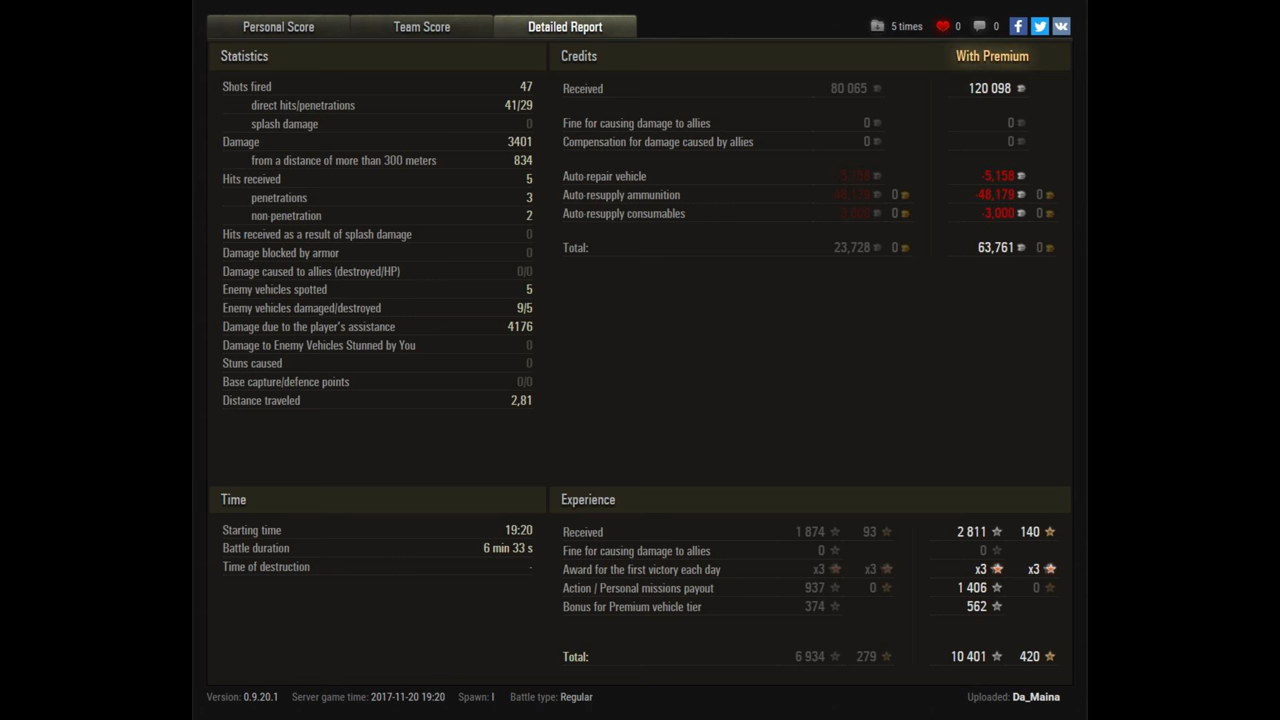 Personal Score Team Score Detailed Report 5 times 0 0
Statistics
Shots fired 47
direct hits/penetrations 41/29
splash damage 0
Damage 3401
from a distance of more than 300 meters 834
Hits received 5
penetrations 3
non-penetration 2
Hits received as a result of splash damage 0
Damage blocked by armor 0
Damage caused to allies (destroyed/HP) 0/0
Enemy vehicles spotted 5
Enemy vehicles damaged/destroyed 9/5
Damage due to the player's assistance 4176
Damage to Enemy Vehicles Stunned by You 0
Stuns caused 0
Base capture/defence points 0/0
Distance traveled 2,81
Credits With Premium
Received 80 065 120 098
Fine for causing damage to allies 0 0
Compensation for damage caused by allies 0 0
Auto-repair vehicle -5,158 -5,158
Auto-resupply ammunition -48,179 0 -48,179 0
Auto-resupply consumables -3,000 0 -3,000 0
Total: 23,728 0 63,761 0
Time
Starting time 19:20
Battle duration 6 min 33 s
Time of destruction -
Experience
Received 1 874 93 2 811 140
Fine for causing damage to allies 0 0
Award for the first victory each day x3 x3 x3 x3
Action / Personal missions payout 937 0 1 406 0
Bonus for Premium vehicle tier 374 562
Total: 6 934 279 10 401 420
Version: 0.9.20.1 Server game time: 2017-11-20 19:20 Spawn: I Battle type: Regular Uploaded: Da_Maina